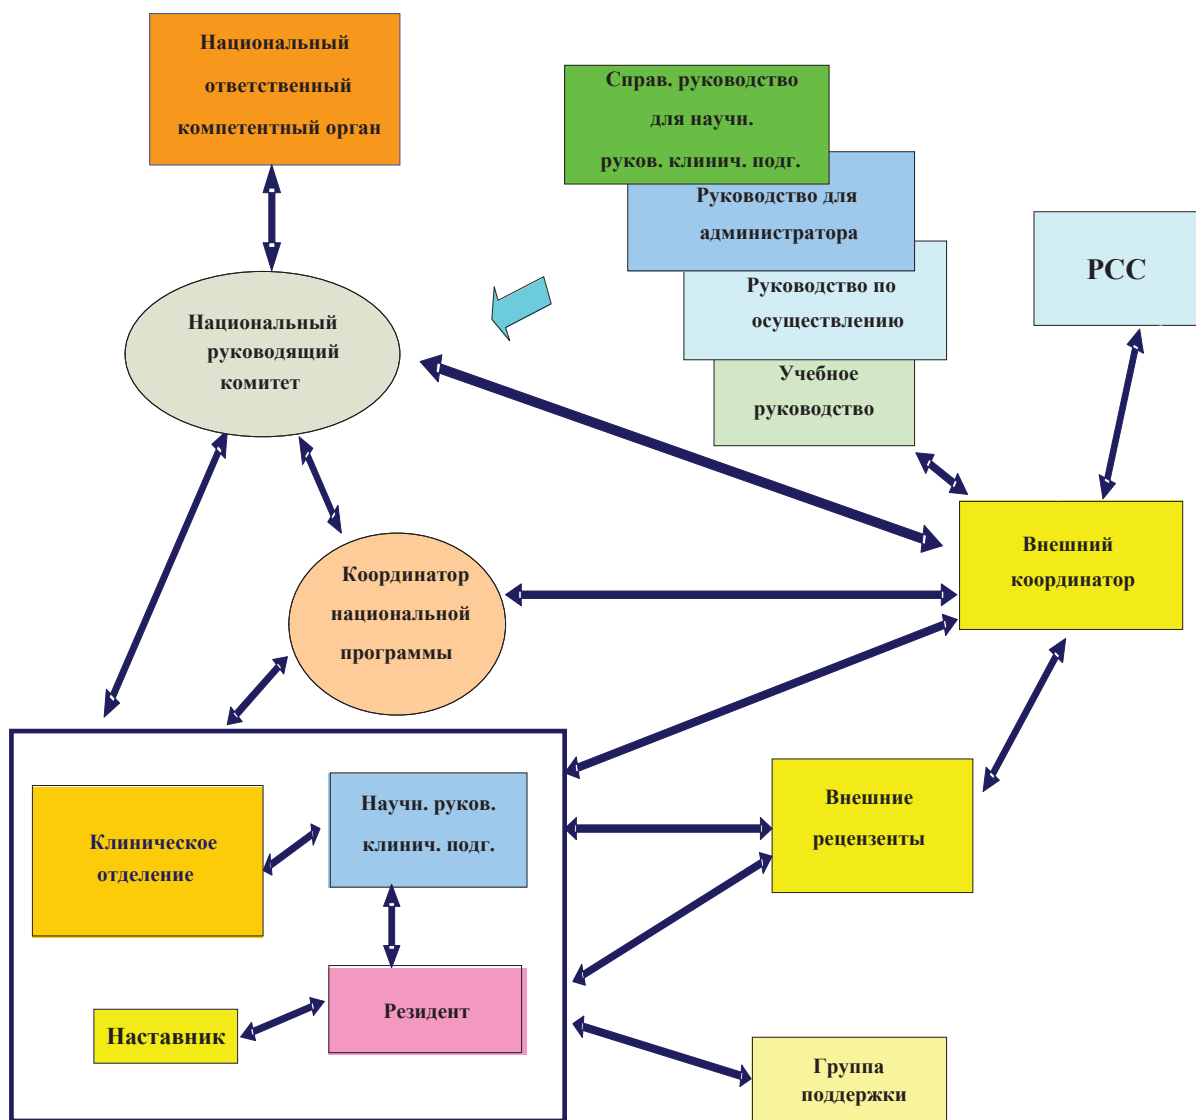 Национальный
ответственный
компетентный орган
Справ. руководство
для научн.
руков. клинич. подг.
Руководство для
администратора
РСС
Руководство по
осуществлению
Национальный
руководящий
комитет
Учебное
руководство
Внешний
координатор
Координатор
национальной
программы
Научн. руков.
клинич. подг.
Внешние
рецензенты
Клиническое
отделение
Резидент
Наставник
Группа
поддержки